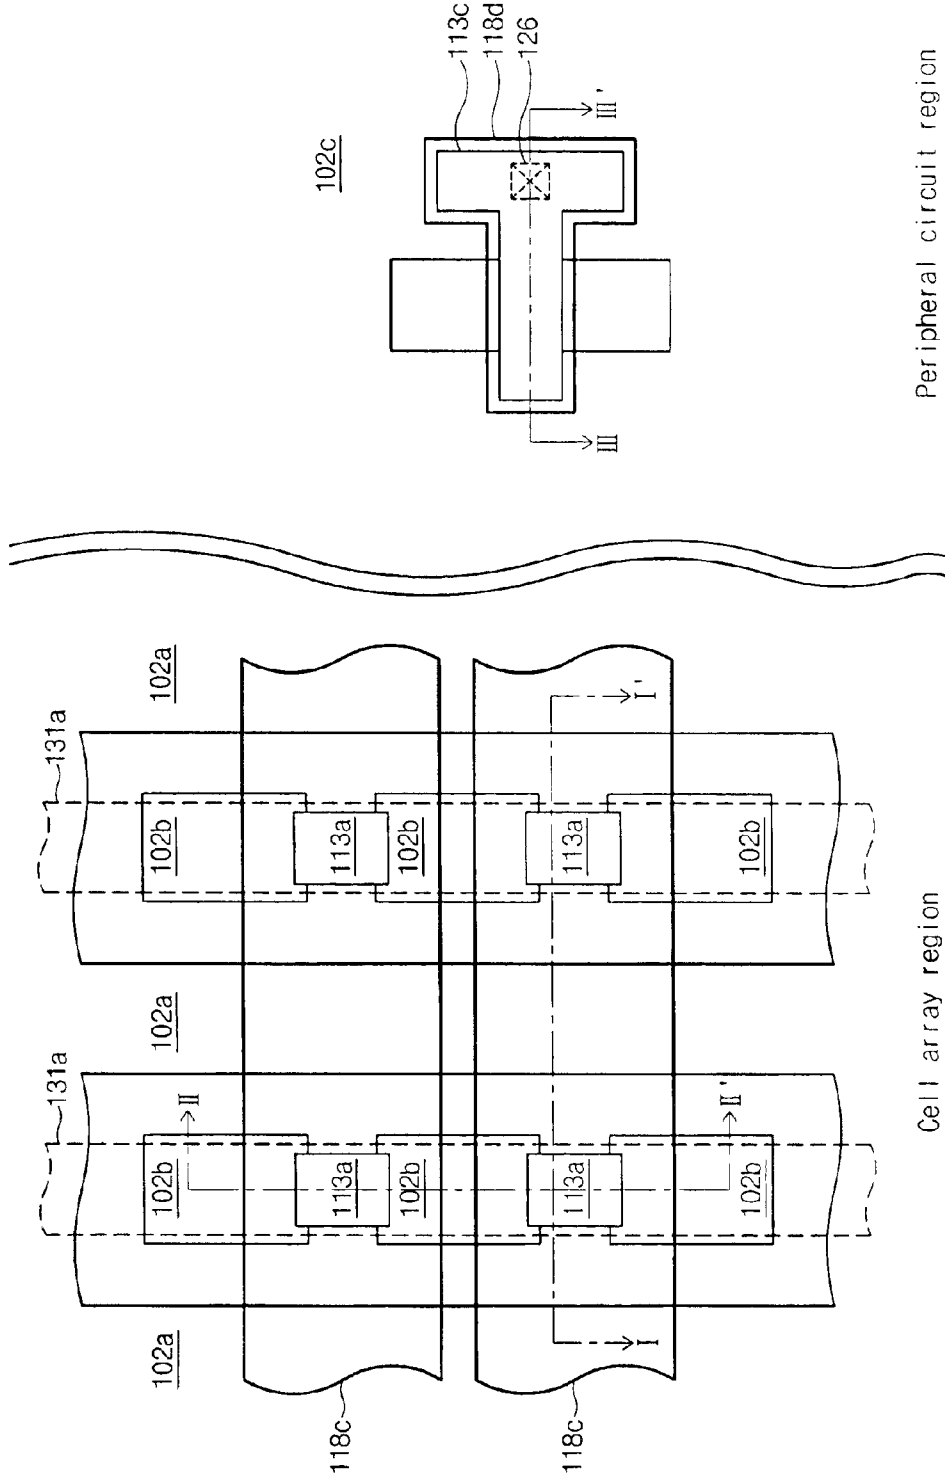 113c
118d
126
102c
III'
III
Peripheral circuit region
131a
102a
102b
113a
102b
113a
102b
I'
131a
102a
II
102b
113a
102b
113a
102b
II'
102a
I
118c
118c
Cell array region